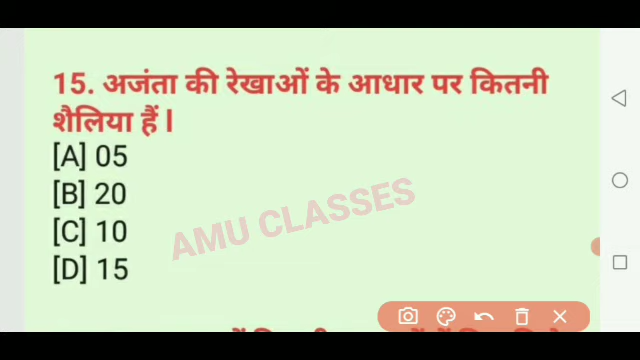 15. अजंता की रेखाओं के आधार पर कितनी
शैलिया हैं।
[A] 05
[B] 20
[C] 10
[D] 15
AMU CLASSES